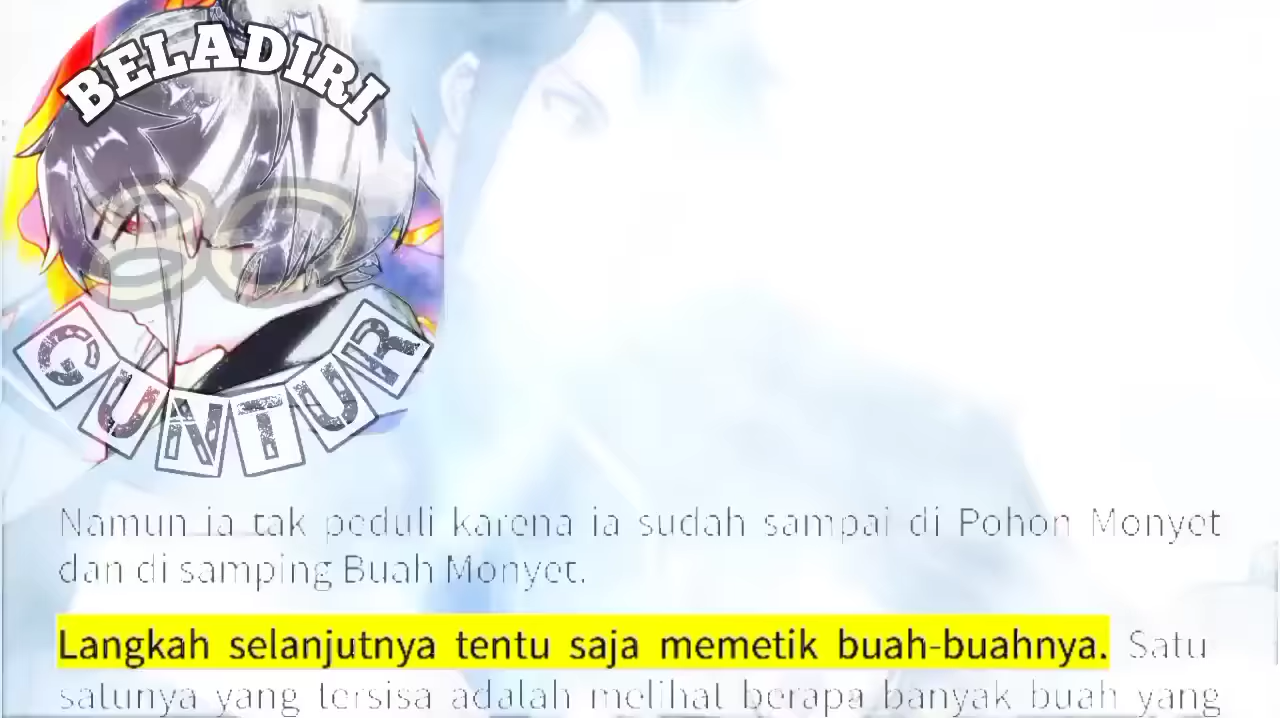 BELADIRI
GUNTUR
Namun ia tak peduli karena ia sudah sampai di Pohon Monyet
dan di samping Buah Monyet.
Langkah selanjutnya tentu saja memetik buah-buahnya. Satu
satunya yang tersisa adalah melihat berapa banyak buah yang